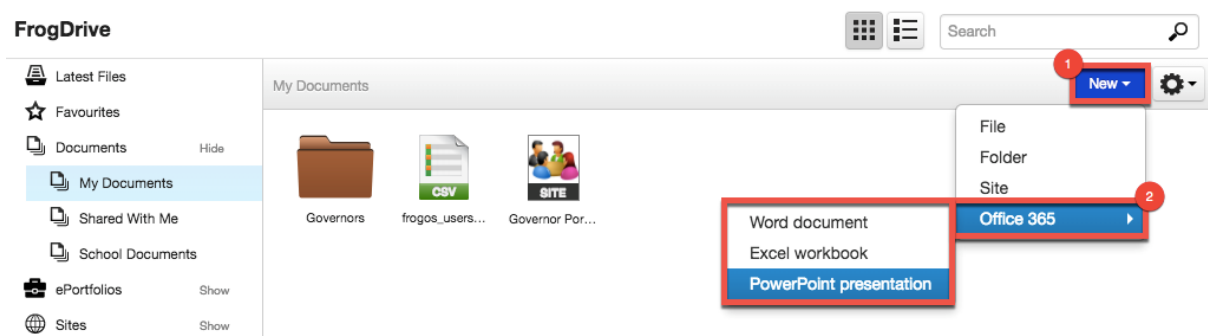 FrogDrive
Search
Latest Files
Favourites
Documents Hide
My Documents
Shared With Me
School Documents
ePortfolios Show
Sites Show
My Documents
1
New
CSV
SITE
Governors
frogos_users...
Governor Por...
File
Folder
Site
2
Office 365
Word document
Excel workbook
PowerPoint presentation